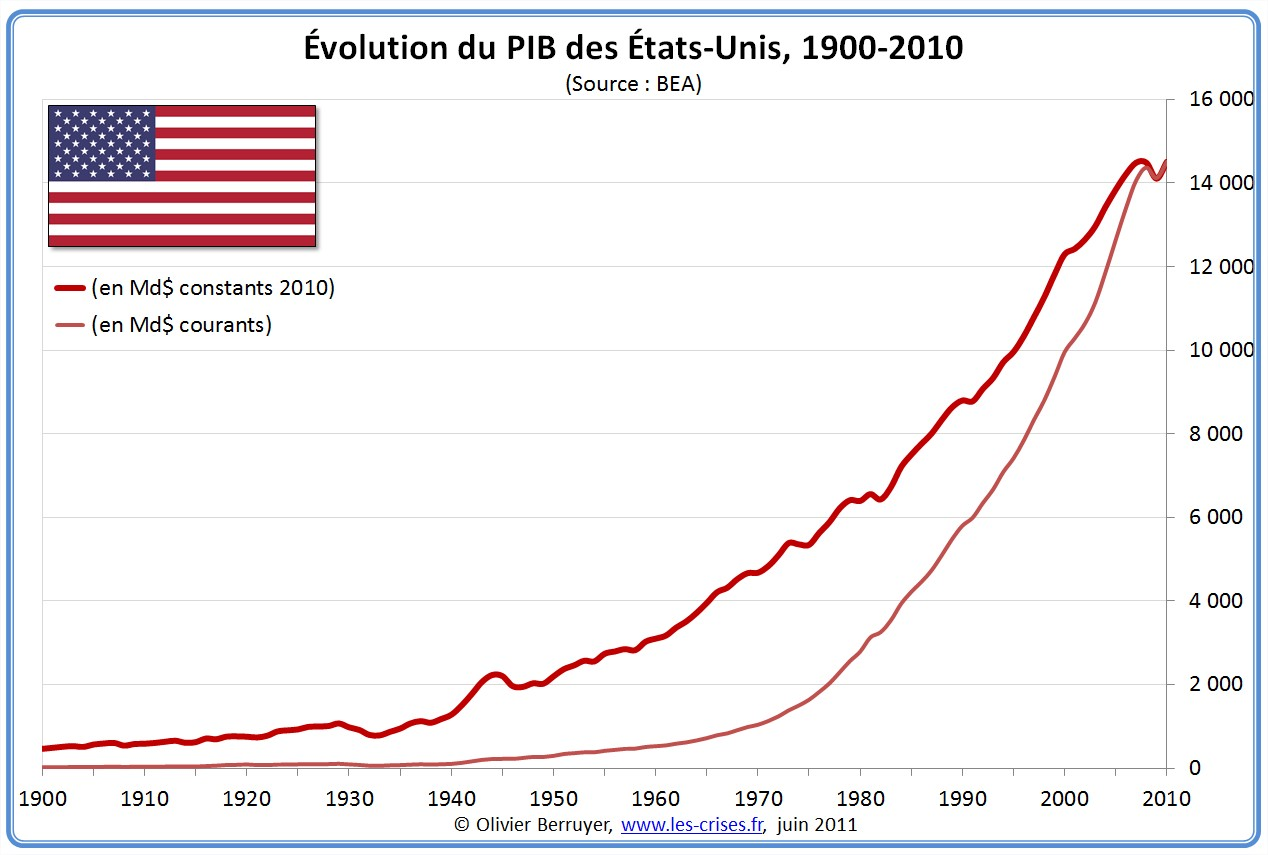 Évolution du PIB des États-Unis, 1900-2010
(Source : BEA)
16 000
14 000
12 000
10 000
8 000
6 000
4 000
2 000
0
(en Md$ constants 2010)
(en Md$ courants)
1900 1910 1920 1930 1940 1950 1960 1970 1980 1990 2000 2010
© Olivier Berruyer, www.les-crises.fr, juin 2011